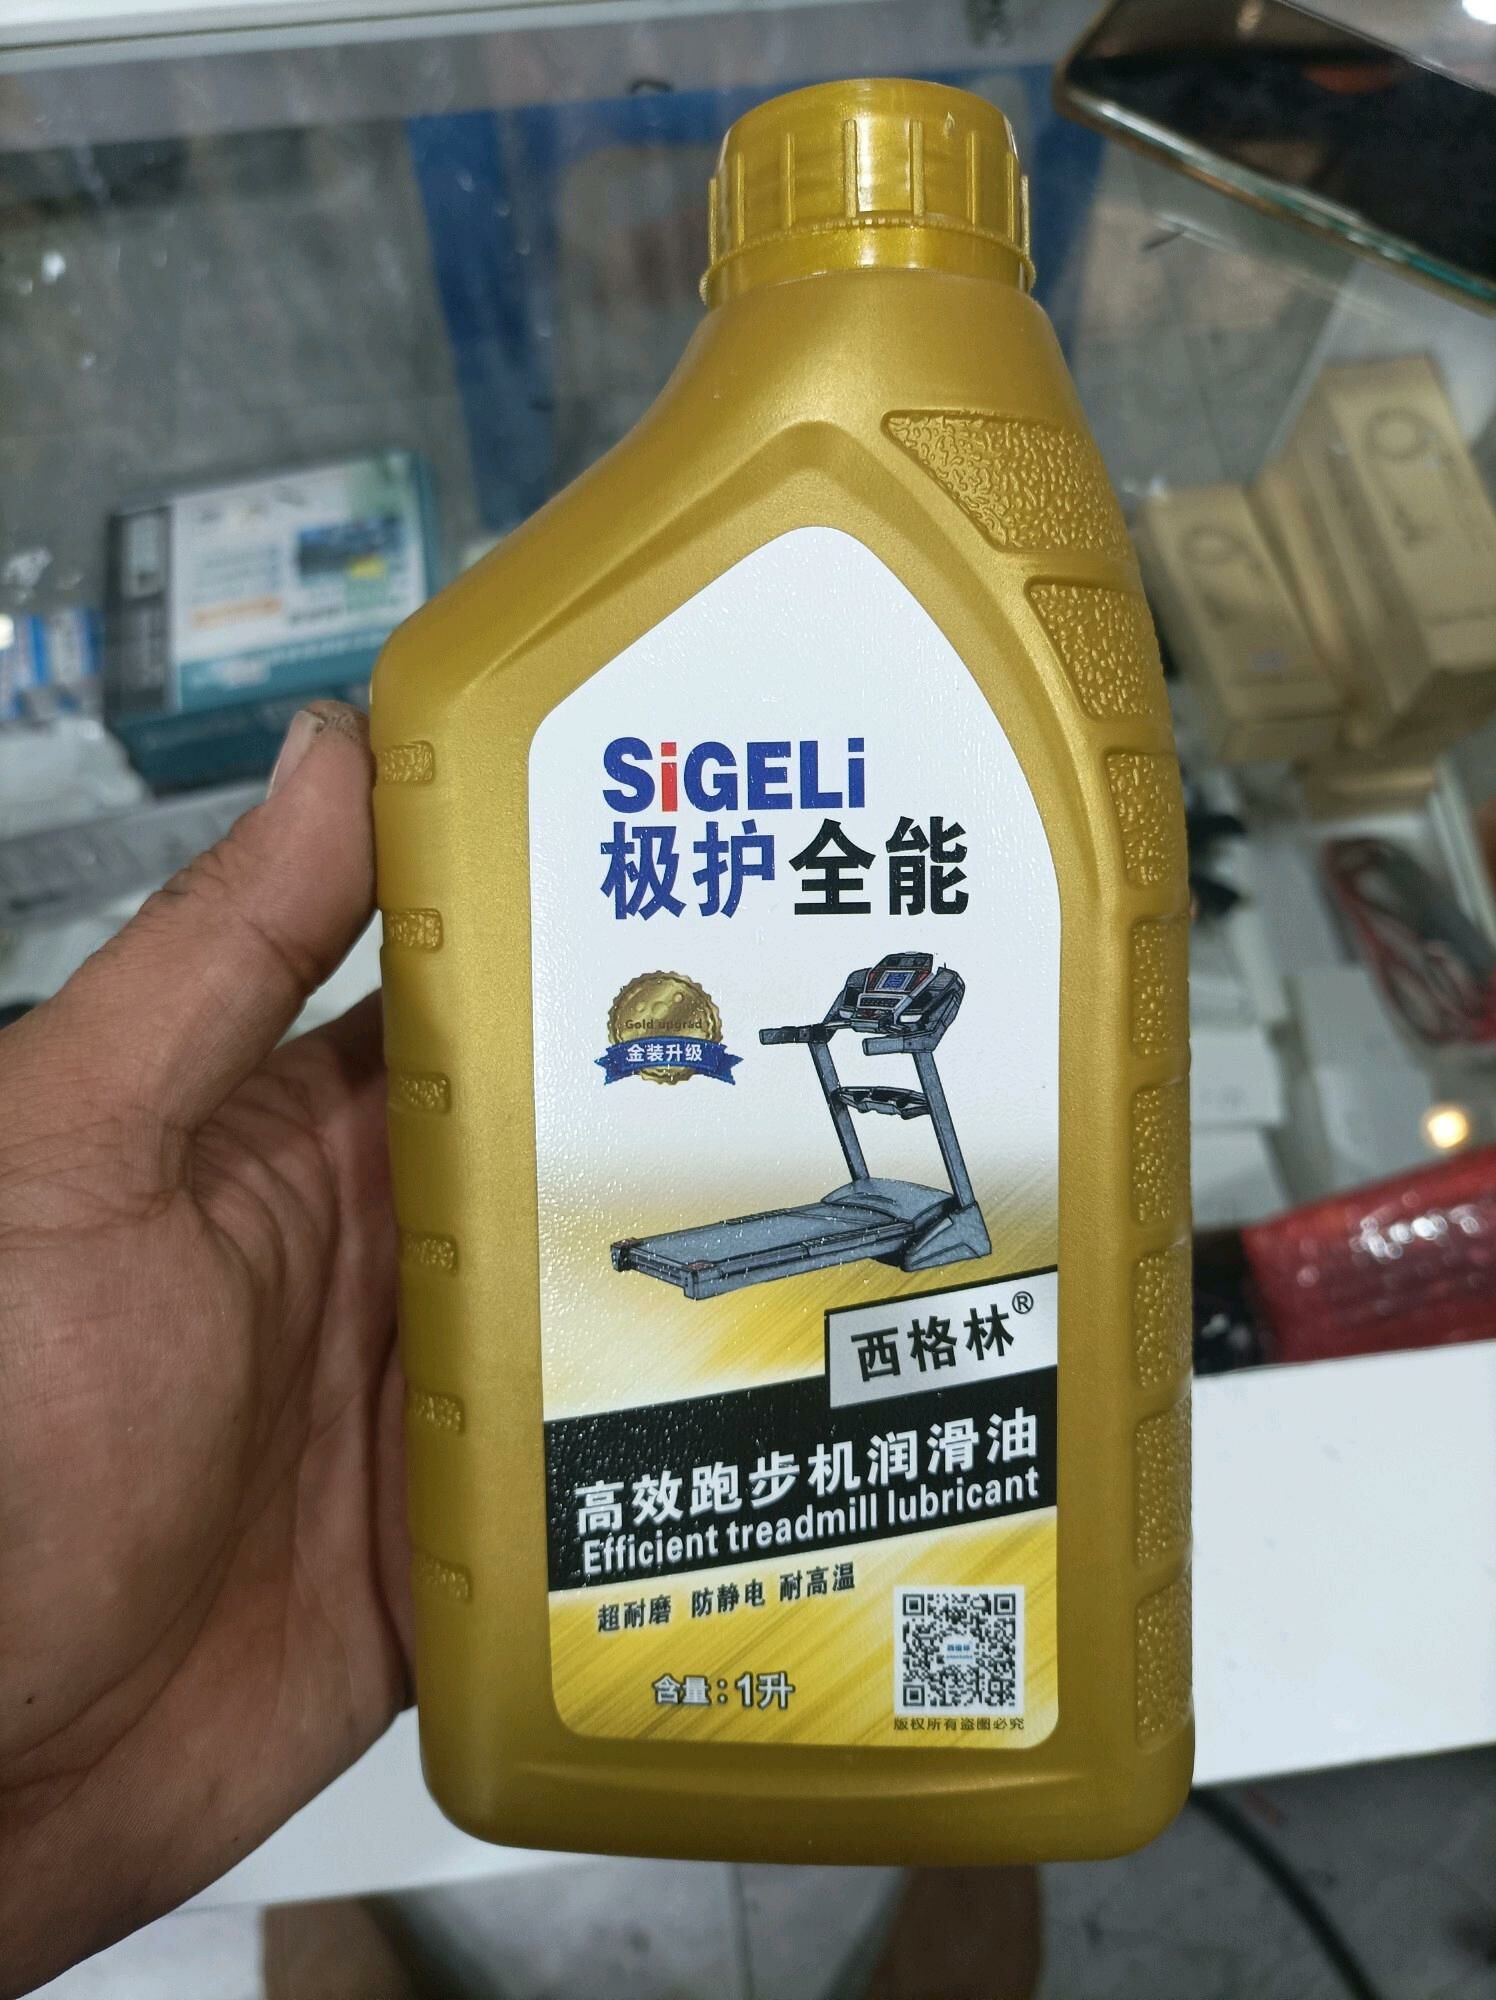 SiGELi
极护全能
Gold upgrad
金装升级
西格林®
高效跑步机润滑油
Efficient treadmill lubricant
超耐磨 防静电 耐高温
含量:1升
版权所有盗图必究